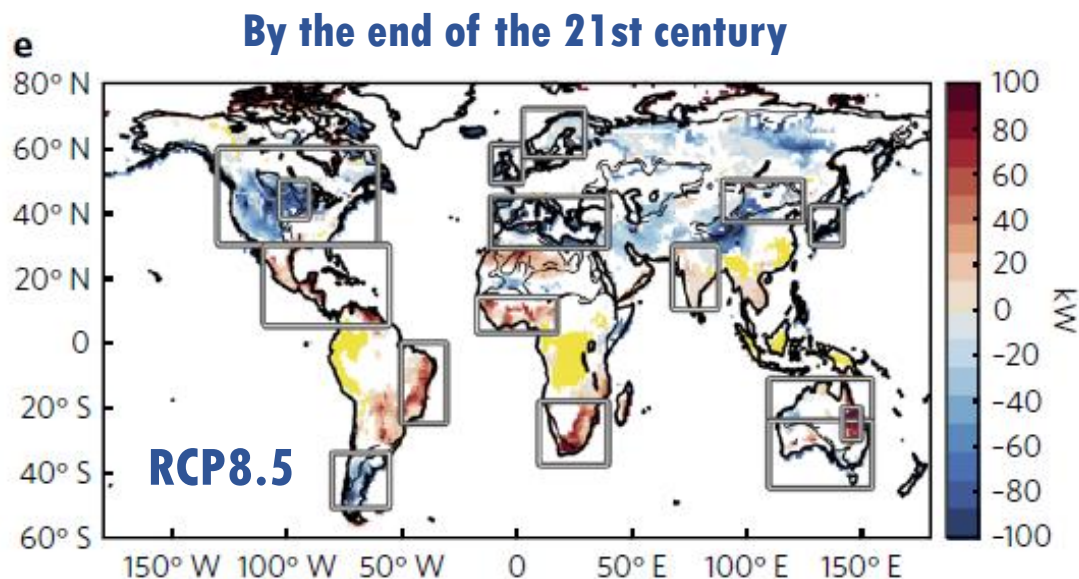 By the end of the 21st century
e
80° N
60° N
40° N
20° N
0
20° S
40° S
60° S
RCP8.5
150° W 100° W 50° W 0 50° E 100° E 150° E
100
80
60
40
20
0
-20
-40
-60
-80
-100
kW